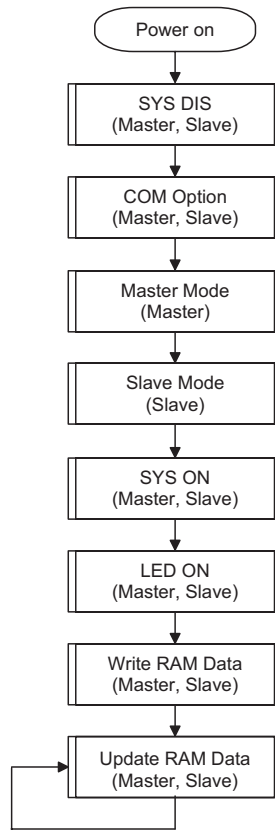 Power on
SYS DIS
(Master, Slave)
COM Option
(Master, Slave)
Master Mode
(Master)
Slave Mode
(Slave)
SYS ON
(Master, Slave)
LED ON
(Master, Slave)
Write RAM Data
(Master, Slave)
Update RAM Data
(Master, Slave)